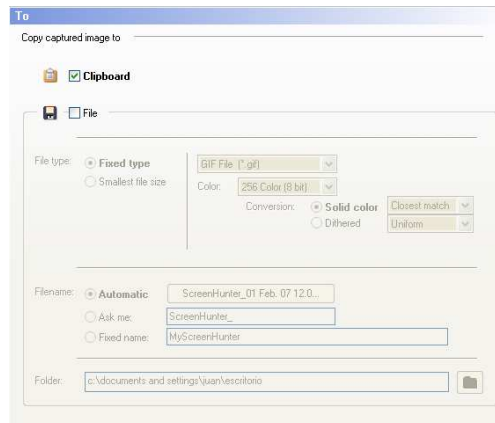 To
Copy captured image to
Clipboard
File
File type:
Fixed type
GIF File (*.gif)
Smallest file size
Color:
256 Color (8 bit)
Conversion:
Solid color
Closest match
Dithered
Uniform
Filename:
Automatic
ScreenHunter_01 Feb. 07 12.0...
Ask me:
ScreenHunter_
Fixed name:
MyScreenHunter
Folder:
c:\documents and settings\juan\escritorio